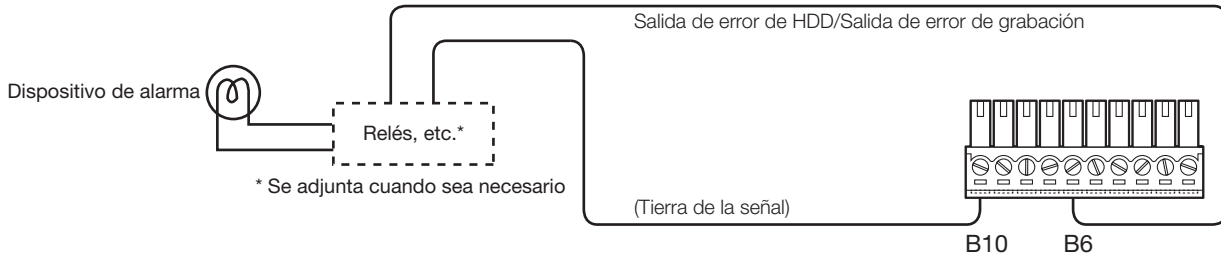 Salida de error de HDD/Salida de error de grabación
Dispositivo de alarma
Relés, etc.*
* Se adjunta cuando sea necesario
(Tierra de la señal)
B10 B6